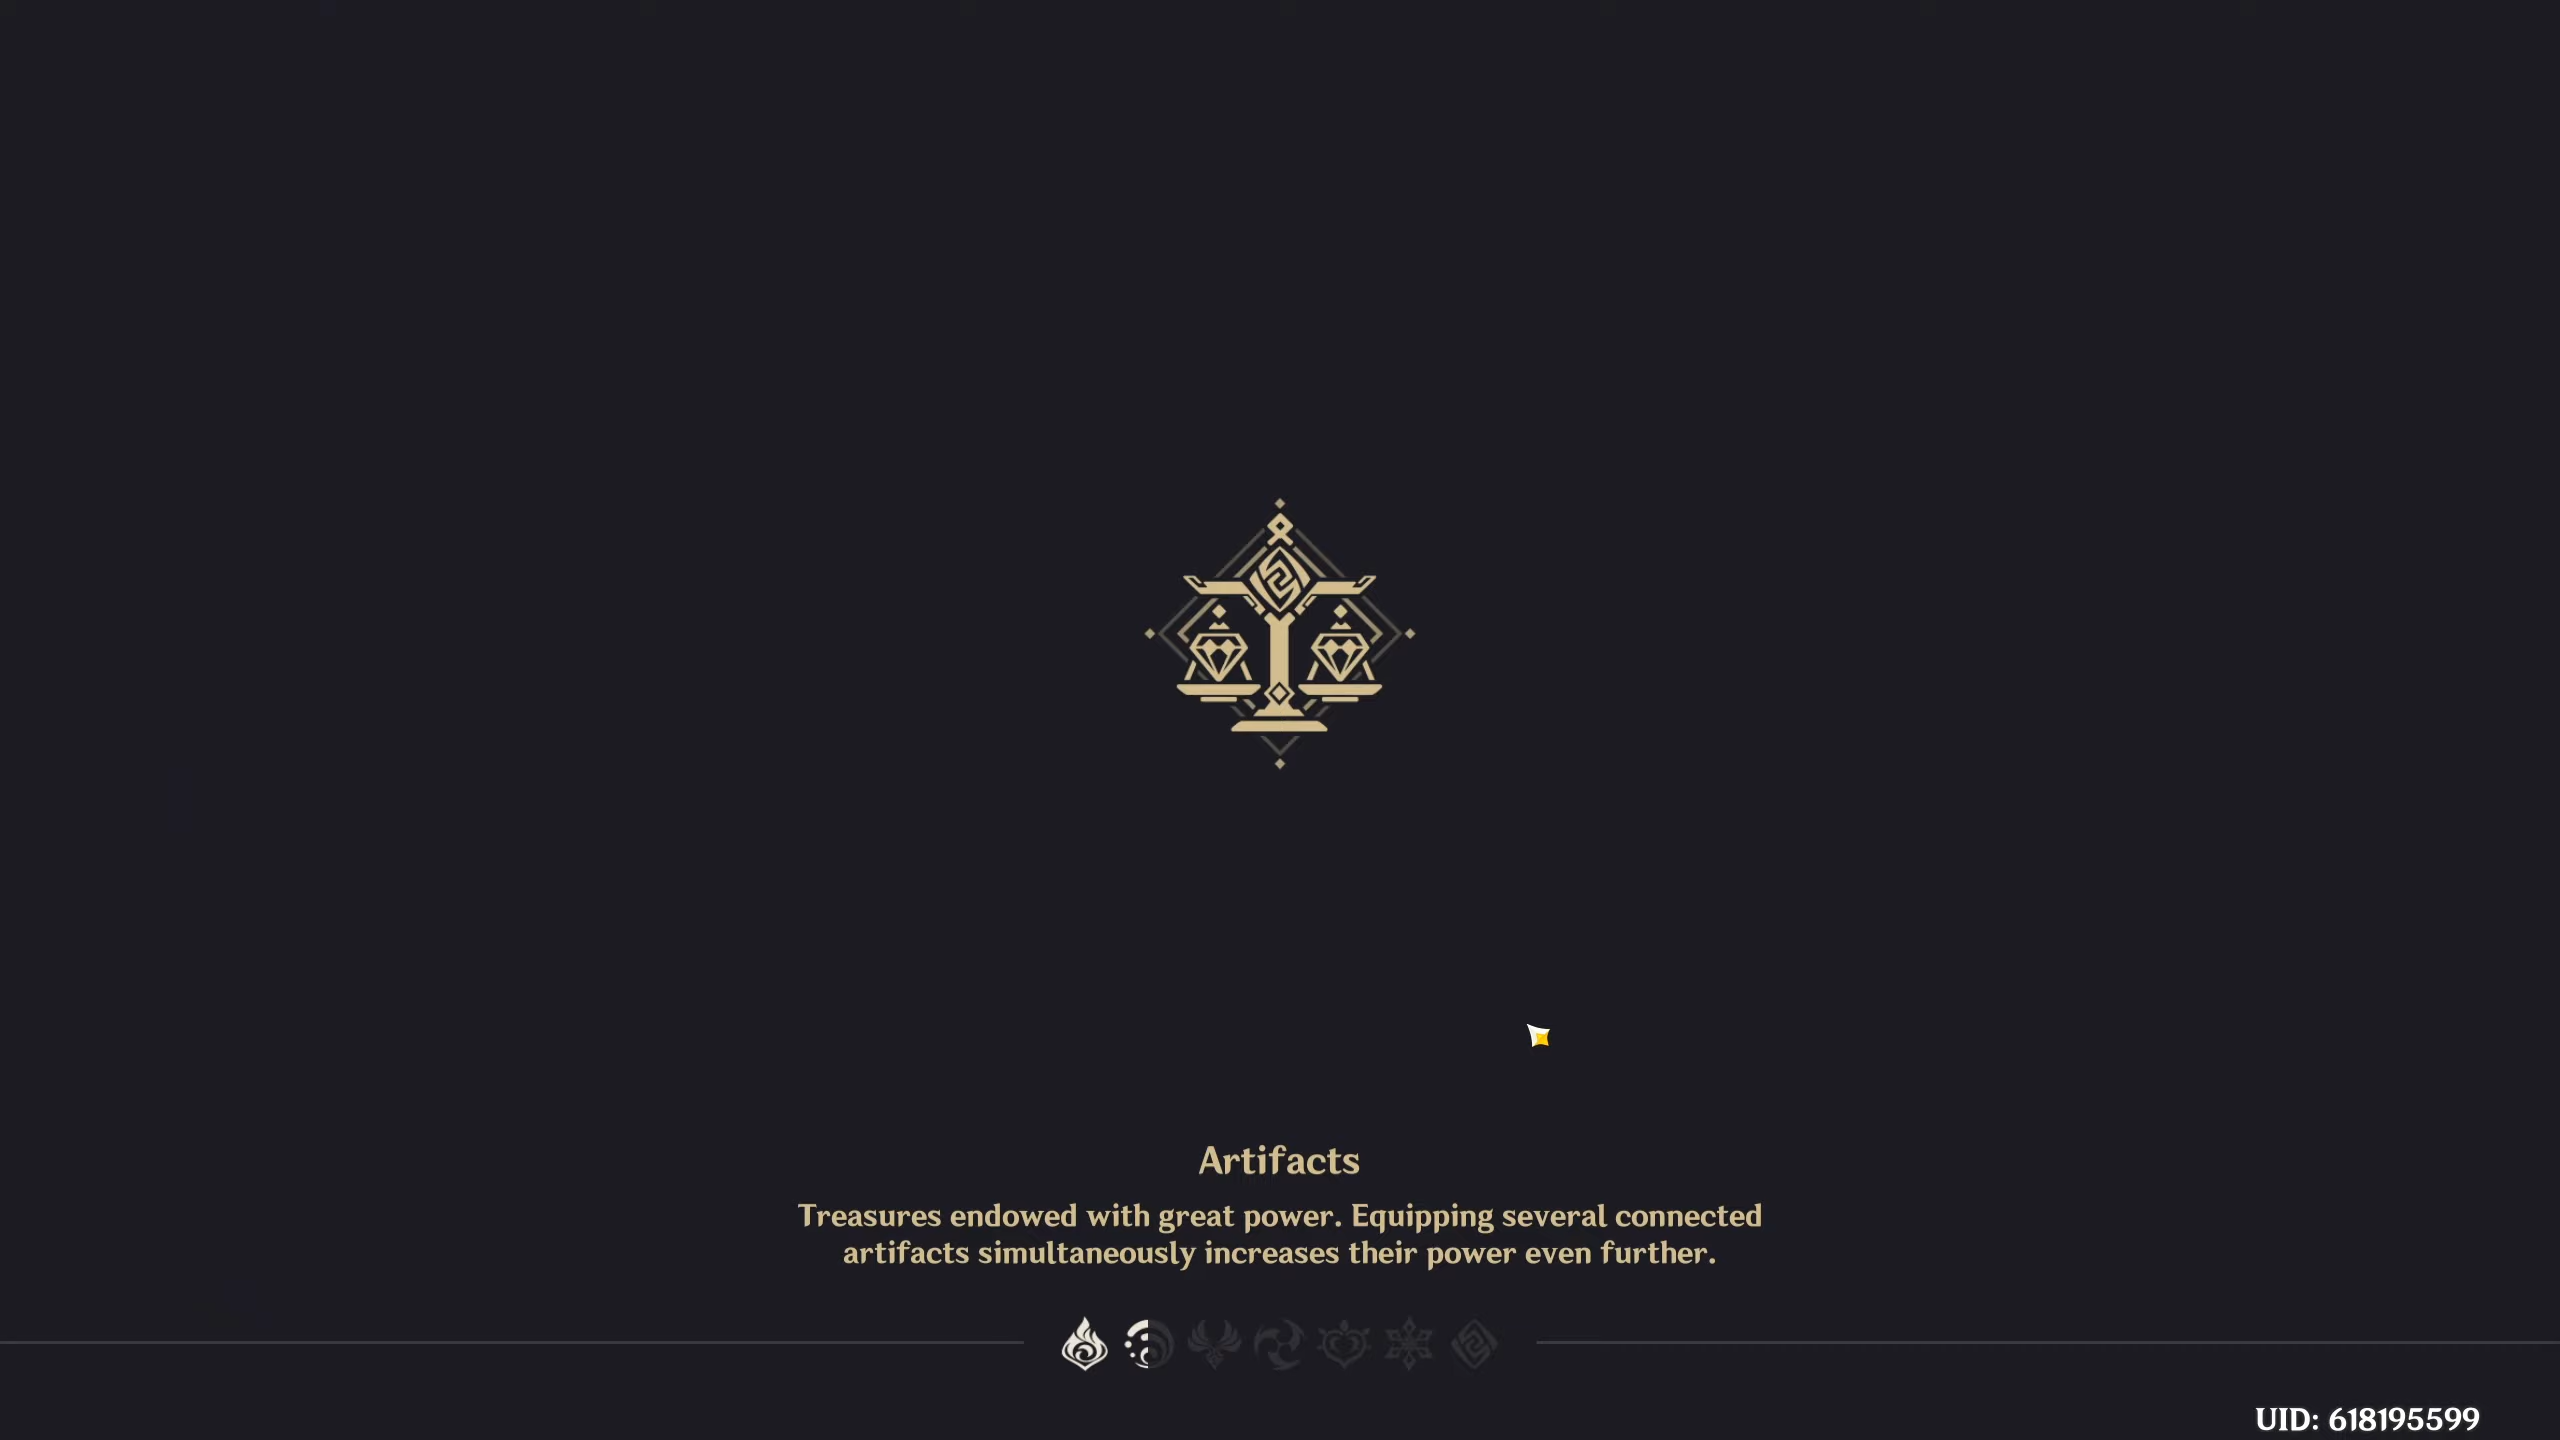 Artifacts
Treasures endowed with great power. Equipping several connected
artifacts simultaneously increases their power even further.
UID: 618195599